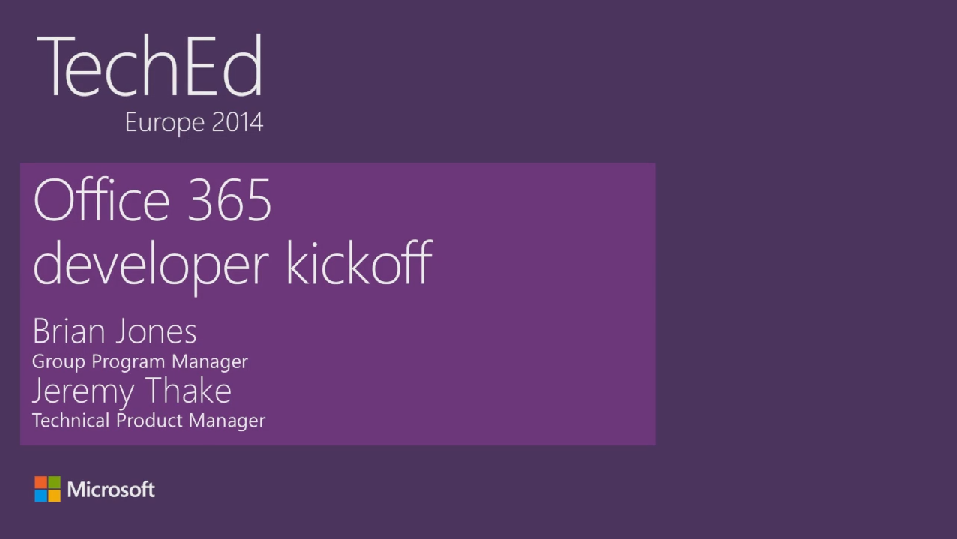 TechEd
Europe 2014
Office 365
developer kickoff
Brian Jones
Group Program Manager
Jeremy Thake
Technical Product Manager
Microsoft